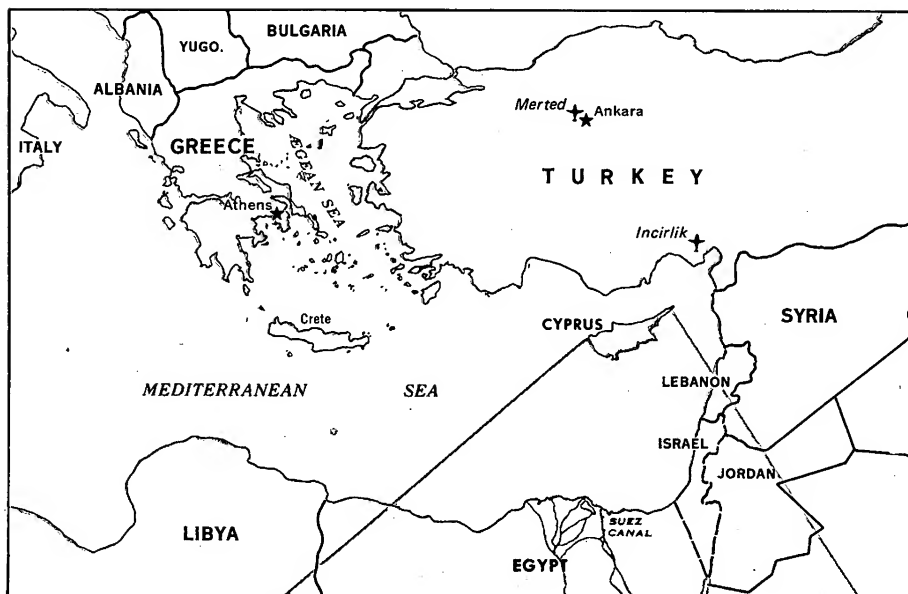 BULGARIA
YUGO.
ALBANIA
Merted
Ankara
ITALY
GREECE
ÆGEAN SEA
TURKEY
Athens
Incirlik
Crete
CYPRUS
SYRIA
MEDITERRANEAN SEA
LEBANON
ISRAEL
JORDAN
LIBYA
SUEZ
CANAL
EGYPT